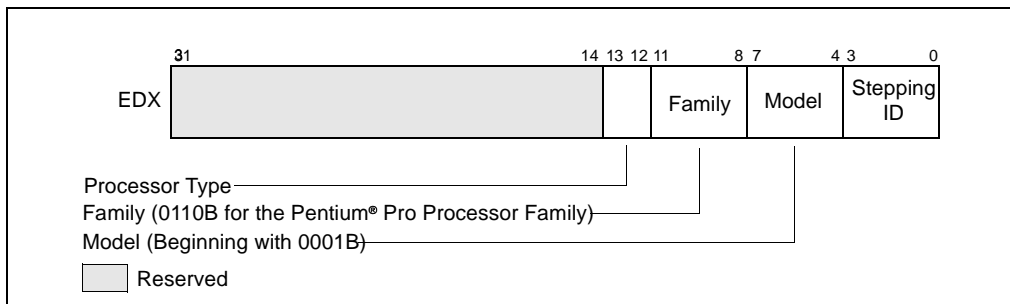 31 14 13 12 11 8 7 4 3 0
EDX Family Model Stepping
ID
Processor Type
Family (0110B for the Pentium® Pro Processor Family)
Model (Beginning with 0001B)
Reserved